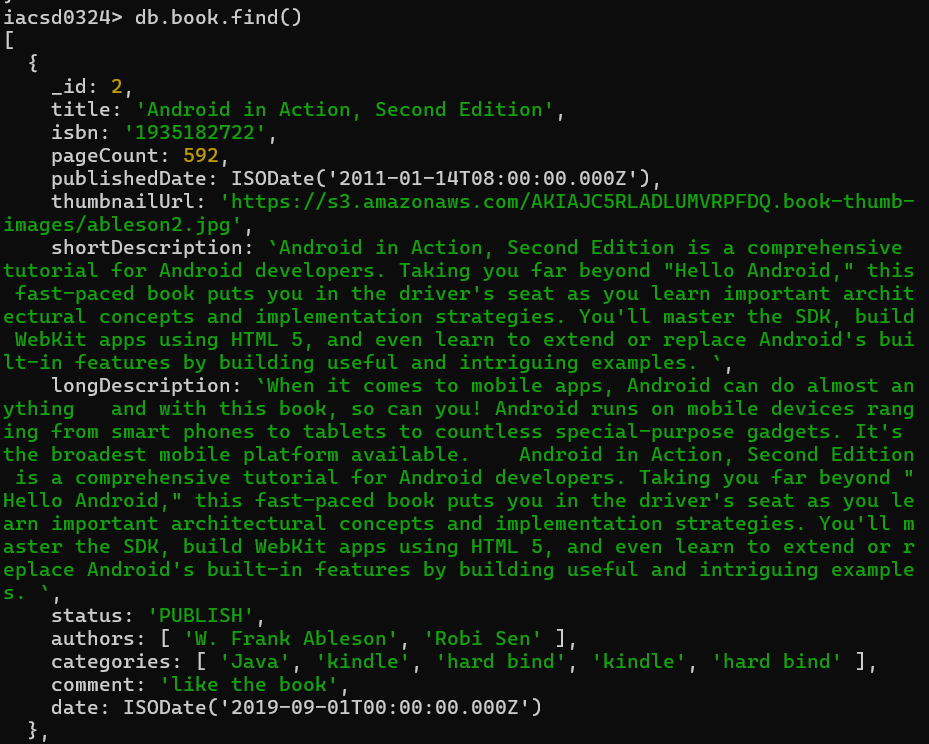 iacsd0324> db.book.find()
[
  {
    _id: 2,
    title: 'Android in Action, Second Edition',
    isbn: '1935182722',
    pageCount: 592,
    publishedDate: ISODate('2011-01-14T08:00:00.000Z'),
    thumbnailUrl: 'https://s3.amazonaws.com/AKIAJC5RLADLUMVRPFDQ.book-thumb-
images/ableson2.jpg',
    shortDescription: `Android in Action, Second Edition is a comprehensive
tutorial for Android developers. Taking you far beyond "Hello Android," this
 fast-paced book puts you in the driver's seat as you learn important archit
ectural concepts and implementation strategies. You'll master the SDK, build
 WebKit apps using HTML 5, and even learn to extend or replace Android's bui
lt-in features by building useful and intriguing examples. `,
    longDescription: `When it comes to mobile apps, Android can do almost an
ything   and with this book, so can you! Android runs on mobile devices rang
ing from smart phones to tablets to countless special-purpose gadgets. It's
the broadest mobile platform available.    Android in Action, Second Edition
 is a comprehensive tutorial for Android developers. Taking you far beyond "
Hello Android," this fast-paced book puts you in the driver's seat as you le
arn important architectural concepts and implementation strategies. You'll m
aster the SDK, build WebKit apps using HTML 5, and even learn to extend or r
eplace Android's built-in features by building useful and intriguing example
s. `,
    status: 'PUBLISH',
    authors: [ 'W. Frank Ableson', 'Robi Sen' ],
    categories: [ 'Java', 'kindle', 'hard bind', 'kindle', 'hard bind' ],
    comment: 'like the book',
    date: ISODate('2019-09-01T00:00:00.000Z')
  },